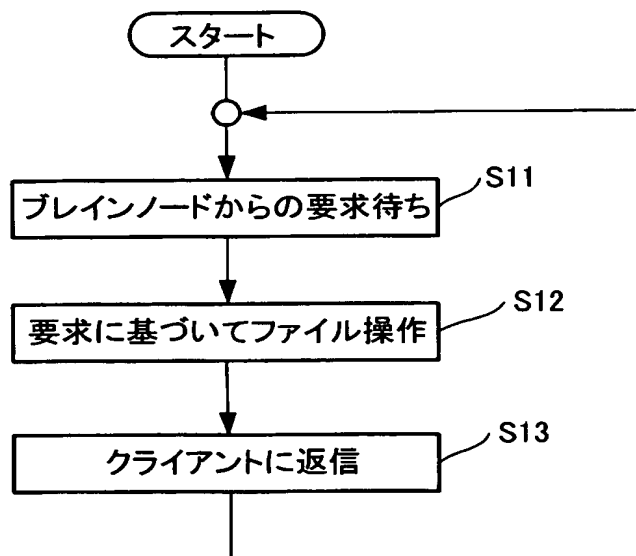 スタート
ブレインノードからの要求待ち
S11
要求に基づいてファイル操作
S12
クライアントに返信
S13